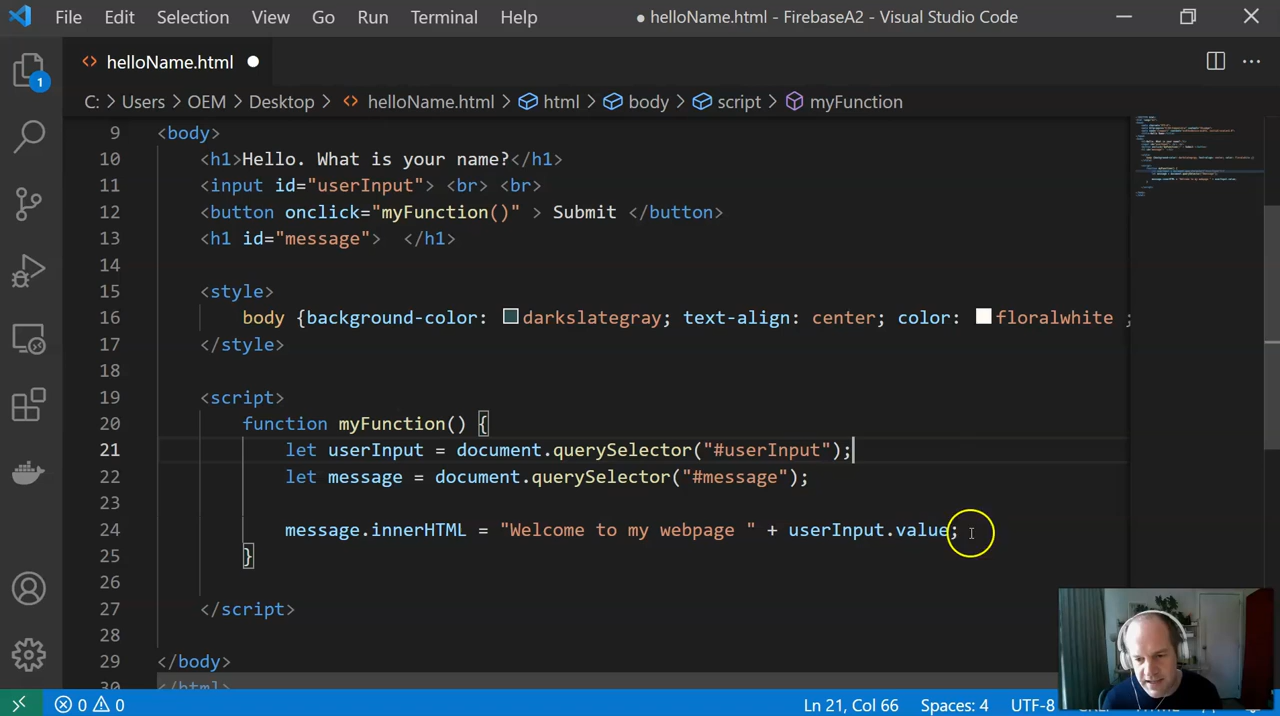 File Edit Selection View Go Run Terminal Help ● helloName.html - FirebaseA2 - Visual Studio Code
<> helloName.html ●
1
C: > Users > OEM > Desktop > <> helloName.html > html > body > script > myFunction
9 <body>
10 <h1>Hello. What is your name?</h1>
11 <input id="userInput"> <br> <br>
12 <button onclick="myFunction()" > Submit </button>
13 <h1 id="message">  </h1>
14
15 <style>
16 body {background-color: darkslategray; text-align: center; color: floralwhite ;
17 </style>
18
19 <script>
20 function myFunction() {
21 let userInput = document.querySelector("#userInput");
22 let message = document.querySelector("#message");
23
24 message.innerHTML = "Welcome to my webpage " + userInput.value;
25 }
26
27 </script>
28
29 </body>
30 </html>
0 0 Ln 21, Col 66 Spaces: 4 UTF-8